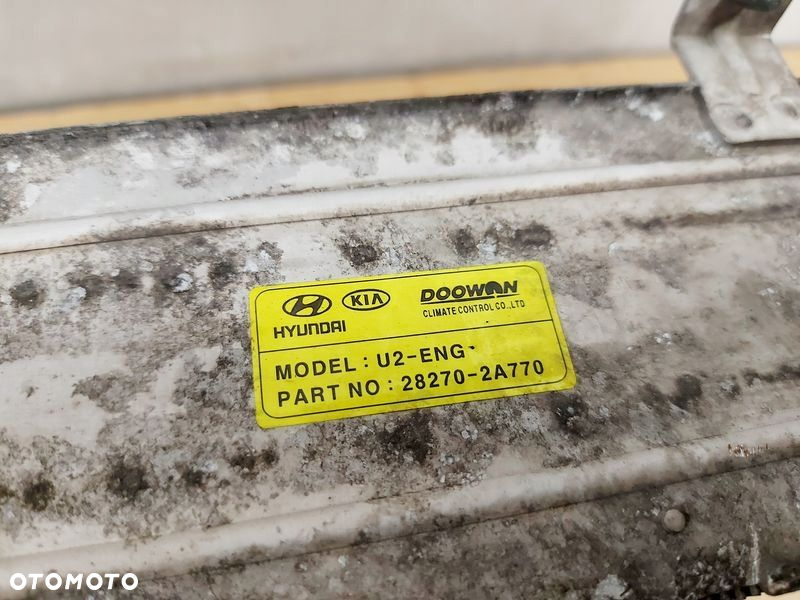 HYUNDAI KIA DOOWON
CLIMATE CONTROL CO.,LTD
MODEL : U2-ENG
PART NO : 28270-2A770
OTOMOTO